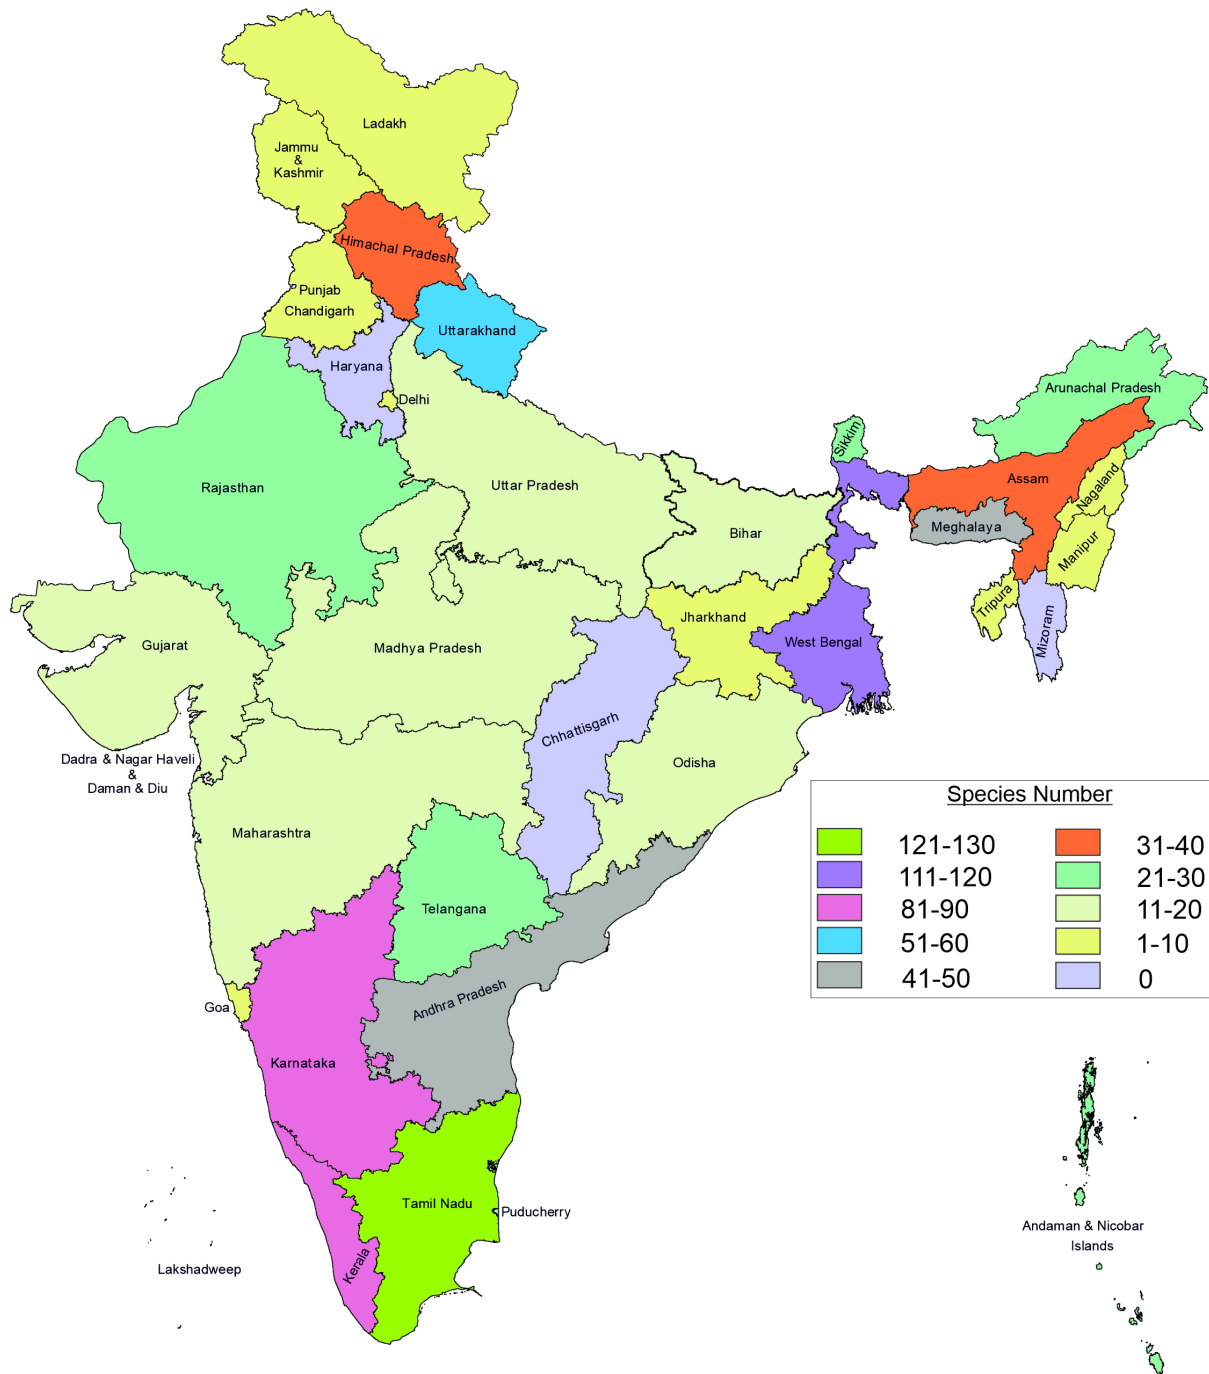 Ladakh
Jammu
&
Kashmir
Himachal Pradesh
Punjab
Chandigarh
Uttarakhand
Haryana
Delhi
Arunachal Pradesh
Sikkim
Rajasthan
Uttar Pradesh
Assam
Nagaland
Bihar
Meghalaya
Manipur
Tripura
Jharkhand
Mizoram
Gujarat
Madhya Pradesh
West Bengal
Chhattisgarh
Dadra & Nagar Haveli
&
Daman & Diu
Odisha
Maharashtra
Telangana
Andhra Pradesh
Goa
Karnataka
Tamil Nadu
Puducherry
Kerala
Lakshadweep
Andaman & Nicobar
Islands
Species Number
121-130
111-120
81-90
51-60
41-50
31-40
21-30
11-20
1-10
0